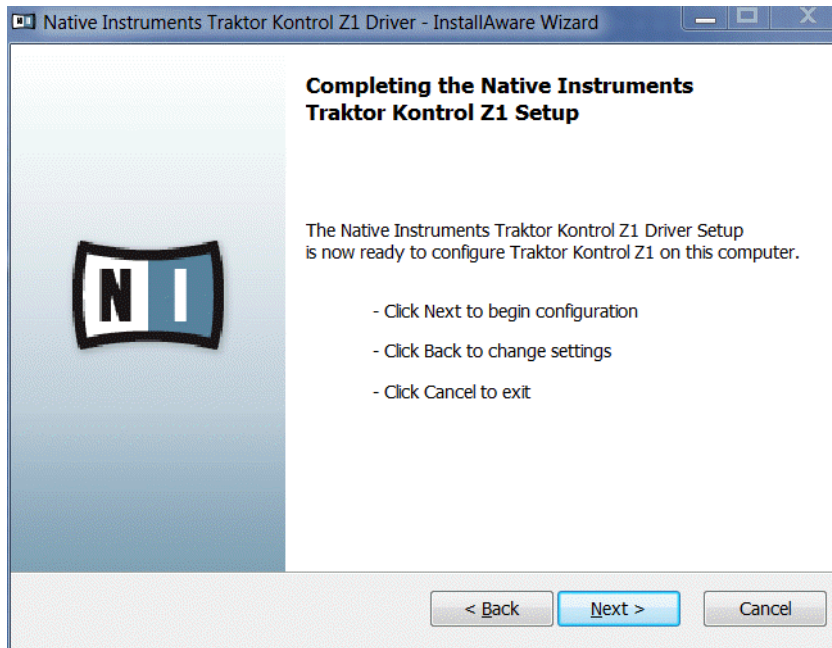 Native Instruments Traktor Kontrol Z1 Driver - InstallAware Wizard
Completing the Native Instruments
Traktor Kontrol Z1 Setup
The Native Instruments Traktor Kontrol Z1 Driver Setup
is now ready to configure Traktor Kontrol Z1 on this computer.
- Click Next to begin configuration
- Click Back to change settings
- Click Cancel to exit
N I
< Back Next > Cancel